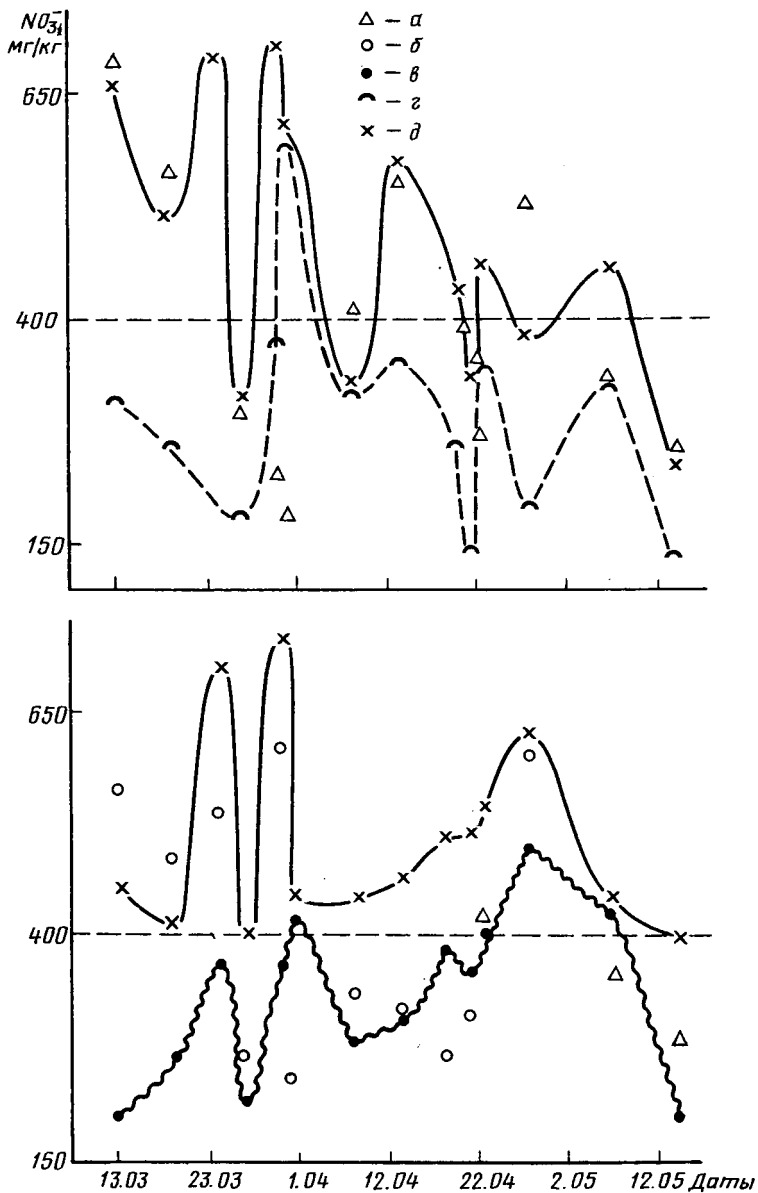 NO₃⁻,
мг/кг
△ – а
○ – б
● – в
⌒ – г
× – д
650
400
150
650
400
150
13.03 23.03 1.04 12.04 22.04 2.05 12.05 Даты